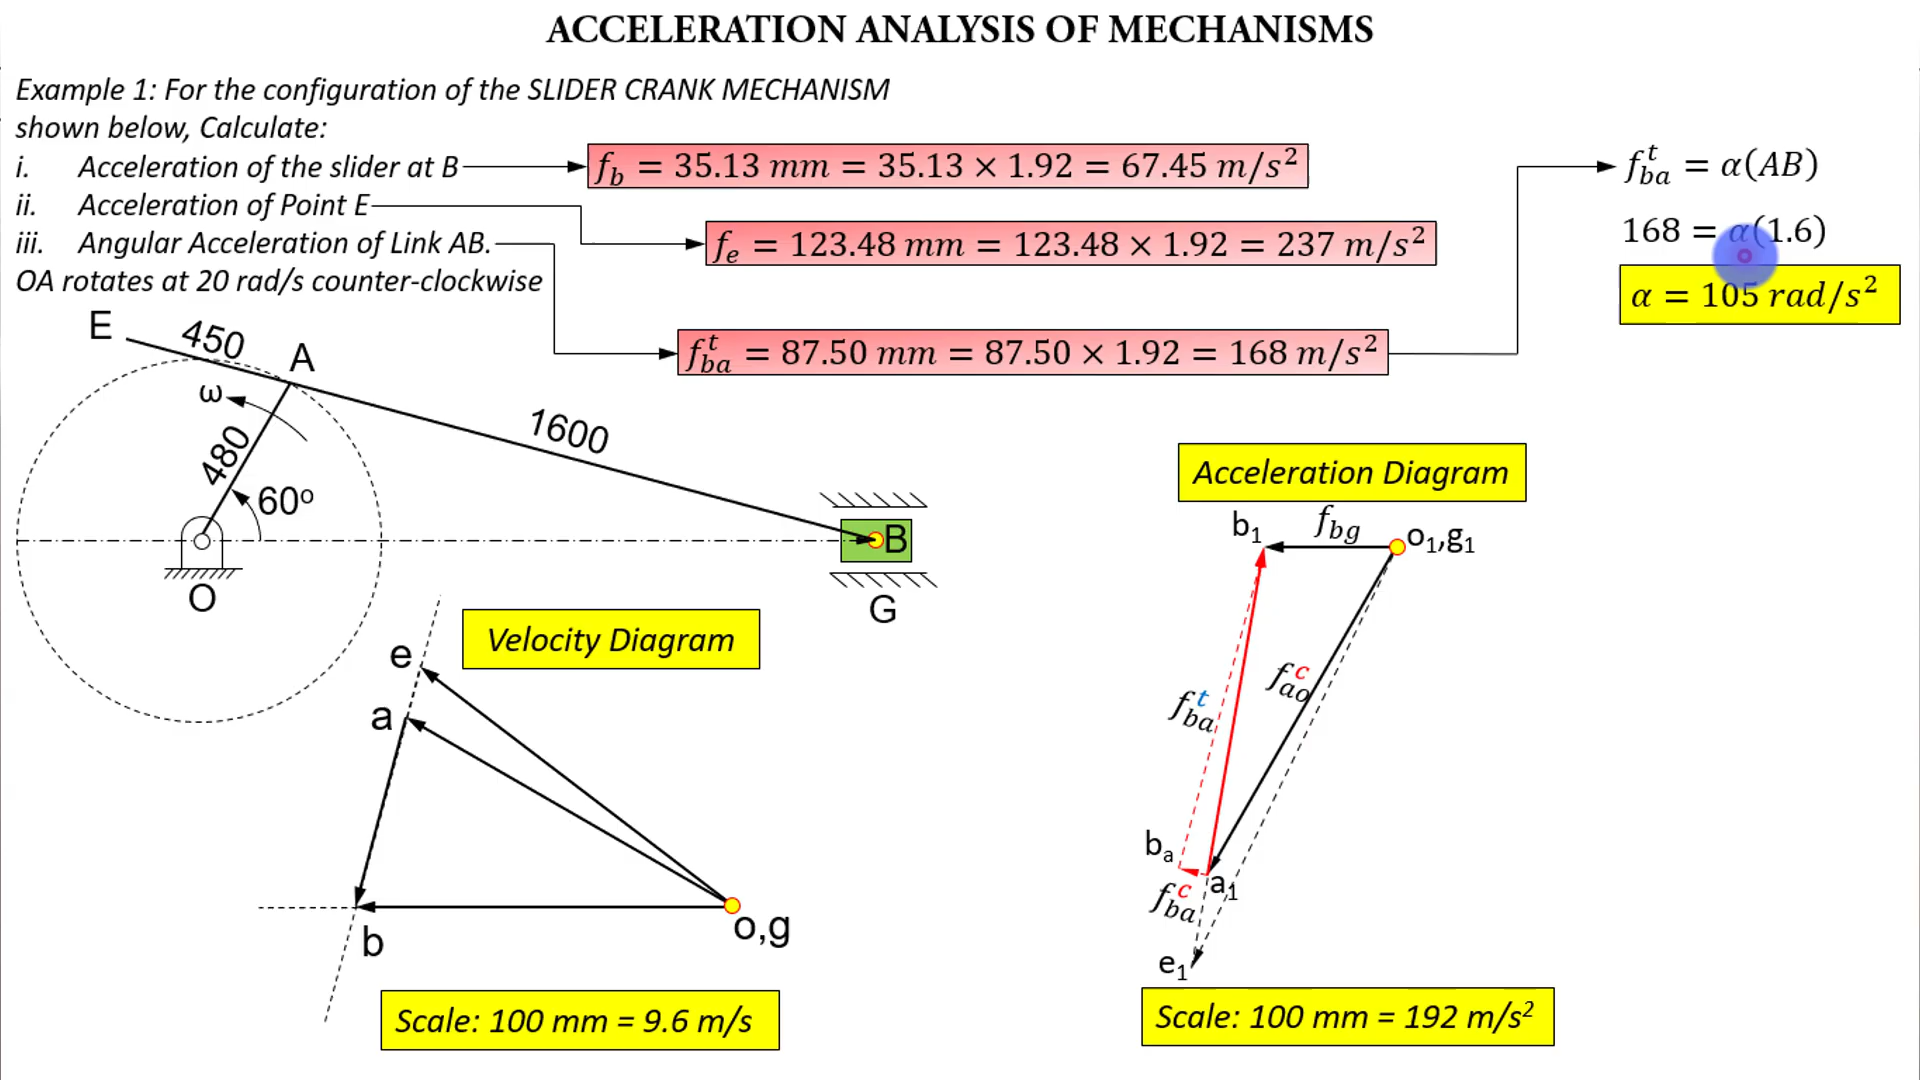 ACCELERATION ANALYSIS OF MECHANISMS
Example 1: For the configuration of the SLIDER CRANK MECHANISM
shown below, Calculate:
i. Acceleration of the slider at B
f_b = 35.13 mm = 35.13 × 1.92 = 67.45 m/s²
ii. Acceleration of Point E
f_e = 123.48 mm = 123.48 × 1.92 = 237 m/s²
iii. Angular Acceleration of Link AB.
OA rotates at 20 rad/s counter-clockwise
f^t_ba = 87.50 mm = 87.50 × 1.92 = 168 m/s²
f^t_ba = α(AB)
168 = α(1.6)
α = 105 rad/s²
E
450
A
ω
480
60°
1600
B
O
G
Velocity Diagram
e
a
b
o,g
Scale: 100 mm = 9.6 m/s
Acceleration Diagram
b₁
f_bg
o₁,g₁
f^c_ao
f^t_ba
b_a
a₁
f^c_ba
e₁
Scale: 100 mm = 192 m/s²